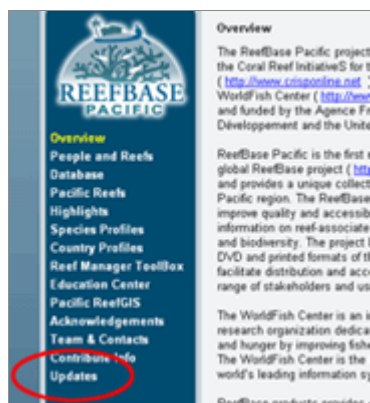 REEFBASE
PACIFIC
Overview
People and Reefs
Database
Pacific Reefs
Highlights
Species Profiles
Country Profiles
Reef Manager ToolBox
Education Center
Pacific ReefGIS
Acknowledgements
Team & Contacts
Contribute Info
Updates
Overview
The ReefBase Pacific project
the Coral Reef InitiativeS for t
( http://www.crisponline.net )
WorldFish Center ( http://www
and funded by the Agence Fr
Développement and the Unite
ReefBase Pacific is the first r
global ReefBase project ( http
and provides a unique collect
Pacific region. The ReefBase
improve quality and accessib
information on reef-associate
and biodiversity. The project
DVD and printed formats of th
facilitate distribution and acce
range of stakeholders and us
The WorldFish Center is an i
research organization dedica
and hunger by improving fishe
The WorldFish Center is the
world's leading information sy
ReefBase products provides